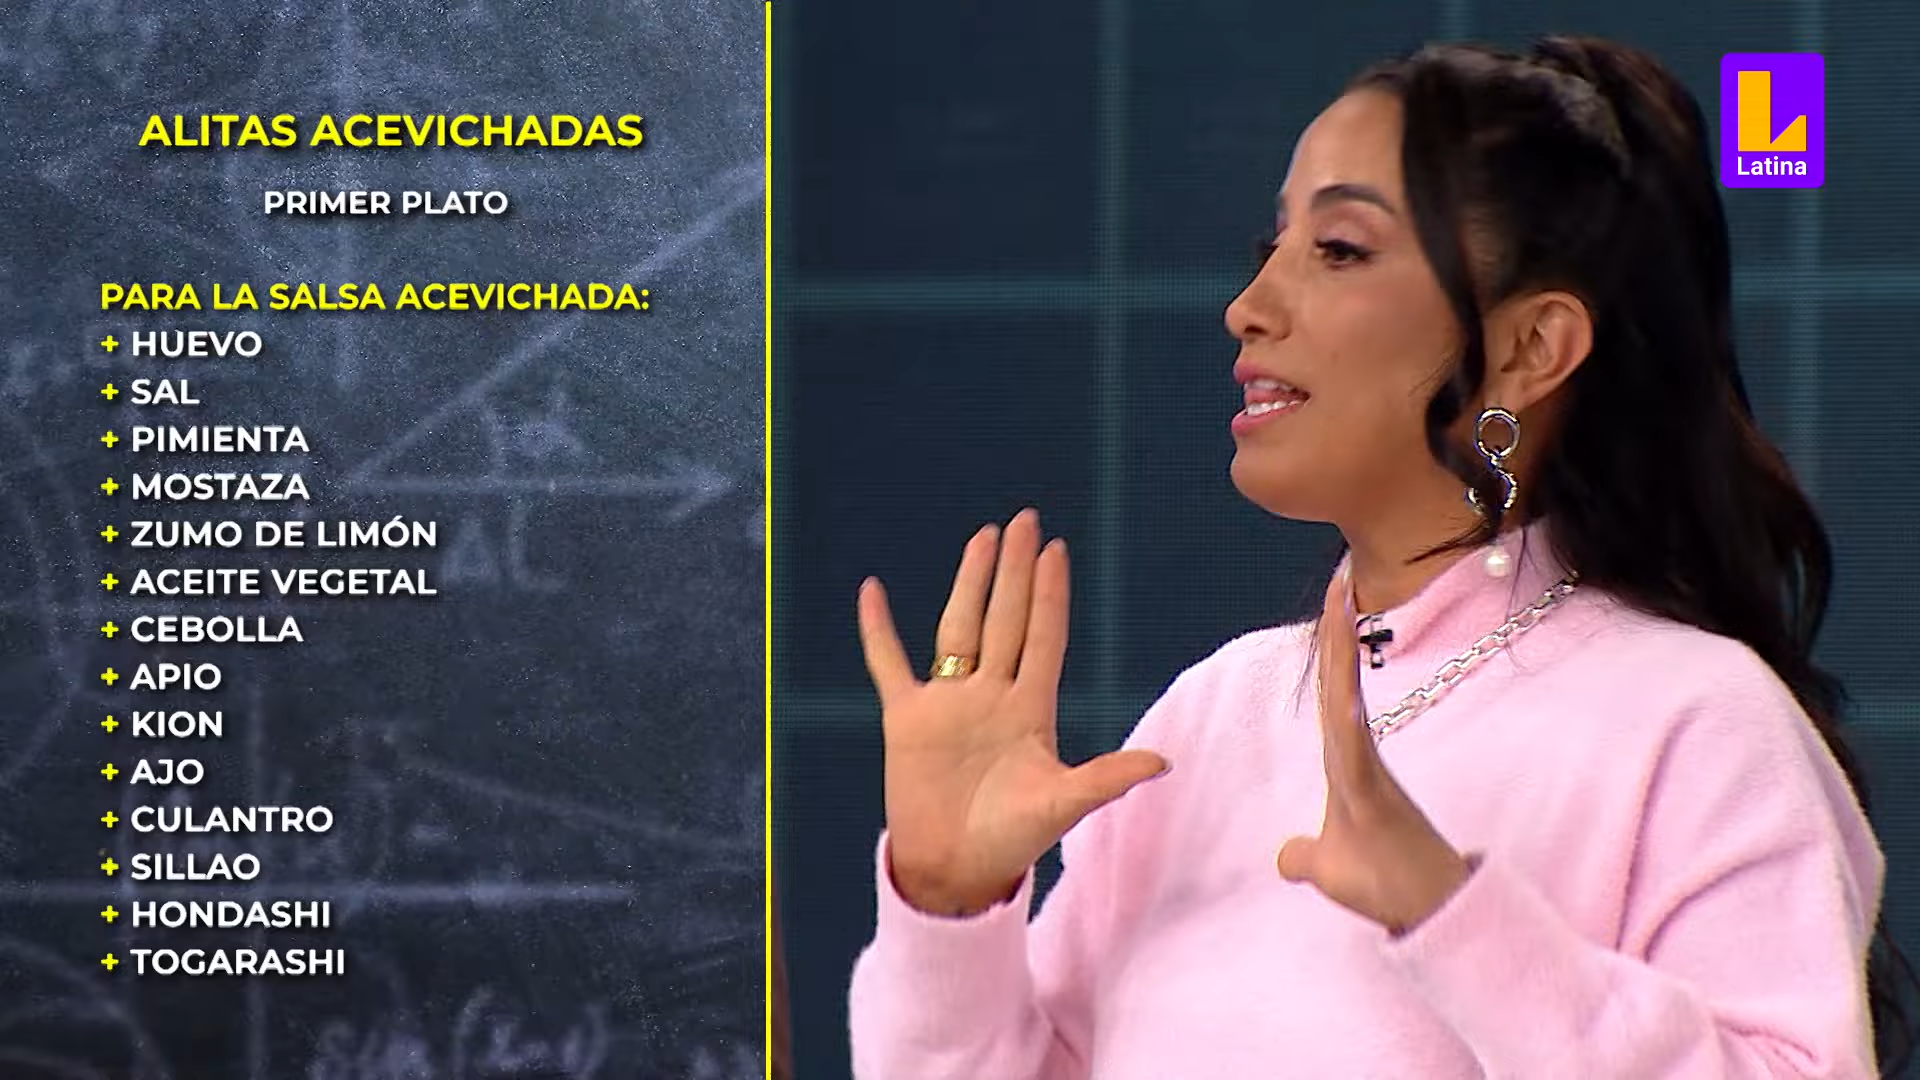 ALITAS ACEVICHADAS
PRIMER PLATO
PARA LA SALSA ACEVICHADA:
+ HUEVO
+ SAL
+ PIMIENTA
+ MOSTAZA
+ ZUMO DE LIMÓN
+ ACEITE VEGETAL
+ CEBOLLA
+ APIO
+ KION
+ AJO
+ CULANTRO
+ SILLAO
+ HONDASHI
+ TOGARASHI
Latina